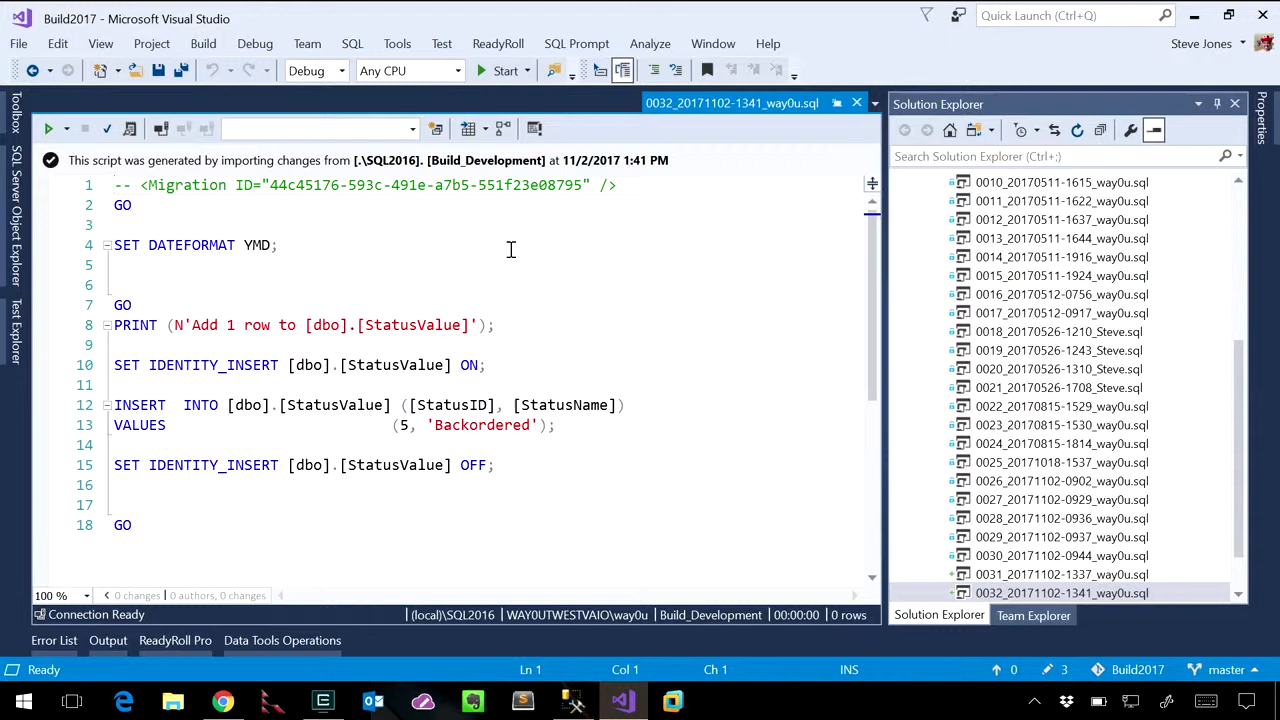 Build2017 - Microsoft Visual Studio
Quick Launch (Ctrl+Q)
File Edit View Project Build Debug Team SQL Tools Test ReadyRoll SQL Prompt Analyze Window Help
Steve Jones
Debug Any CPU Start
0032_20171102-1341_way0u.sql
This script was generated by importing changes from [.\SQL2016]. [Build_Development] at 11/2/2017 1:41 PM
1 -- <Migration ID="44c45176-593c-491e-a7b5-551f23e08795" />
2 GO
3
4 SET DATEFORMAT YMD;
5
6
7 GO
8 PRINT (N'Add 1 row to [dbo].[StatusValue]');
9
10 SET IDENTITY_INSERT [dbo].[StatusValue] ON;
11
12 INSERT  INTO [dbo].[StatusValue] ([StatusID], [StatusName])
13 VALUES                          (5, 'Backordered');
14
15 SET IDENTITY_INSERT [dbo].[StatusValue] OFF;
16
17
18 GO
100 % 0 changes | 0 authors, 0 changes
Connection Ready (local)\SQL2016 WAY0UTWESTVAIO\way0u Build_Development 00:00:00 0 rows
Toolbox
SQL Server Object Explorer
Test Explorer
Solution Explorer
Search Solution Explorer (Ctrl+;)
0010_20170511-1615_way0u.sql
0011_20170511-1622_way0u.sql
0012_20170511-1637_way0u.sql
0013_20170511-1644_way0u.sql
0014_20170511-1916_way0u.sql
0015_20170511-1924_way0u.sql
0016_20170512-0756_way0u.sql
0017_20170512-0917_way0u.sql
0018_20170526-1210_Steve.sql
0019_20170526-1243_Steve.sql
0020_20170526-1310_Steve.sql
0021_20170526-1708_Steve.sql
0022_20170815-1529_way0u.sql
0023_20170815-1530_way0u.sql
0024_20170815-1814_way0u.sql
0025_20171018-1537_way0u.sql
0026_20171102-0902_way0u.sql
0027_20171102-0929_way0u.sql
0028_20171102-0936_way0u.sql
0029_20171102-0937_way0u.sql
0030_20171102-0944_way0u.sql
0031_20171102-1337_way0u.sql
0032_20171102-1341_way0u.sql
Solution Explorer Team Explorer
Properties
Error List Output ReadyRoll Pro Data Tools Operations
Ready Ln 1 Col 1 Ch 1 INS 0 3 Build2017 master